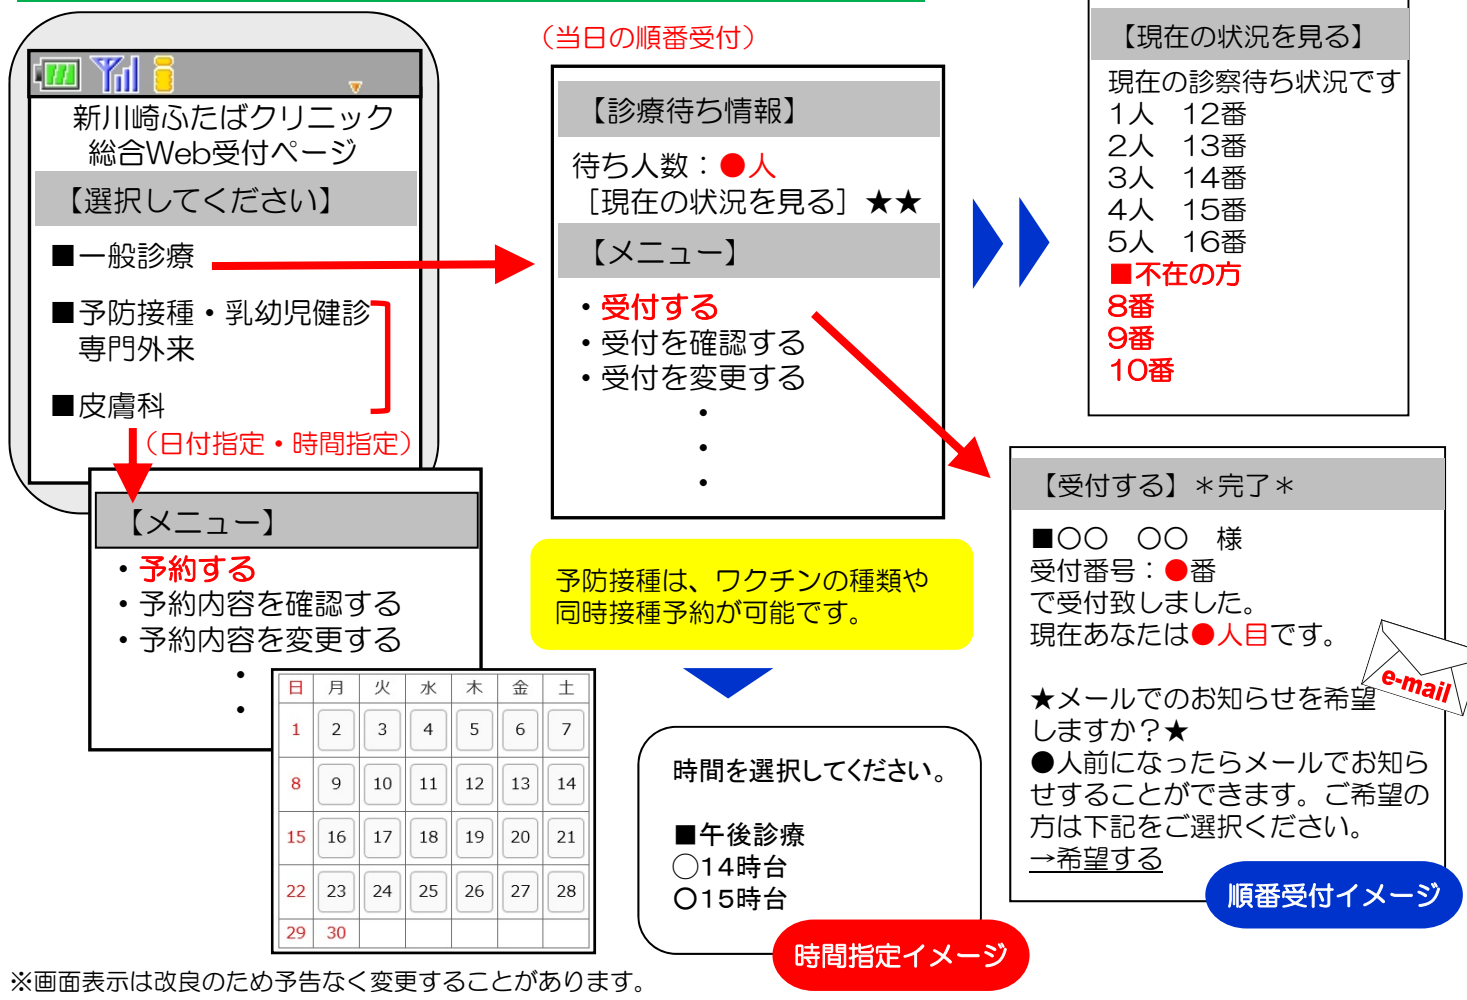 新川崎ふたばクリニック
総合Web受付ページ
【選択してください】
■一般診療
■予防接種・乳幼児健診
専門外来
■皮膚科
（日付指定・時間指定）
【メニュー】
・予約する
・予約内容を確認する
・予約内容を変更する
・
・
日 月 火 水 木 金 土
1 2 3 4 5 6 7
8 9 10 11 12 13 14
15 16 17 18 19 20 21
22 23 24 25 26 27 28
29 30
（当日の順番受付）
【診療待ち情報】
待ち人数：●人
［現在の状況を見る］★★
【メニュー】
・受付する
・受付を確認する
・受付を変更する
・
・
・
予防接種は、ワクチンの種類や
同時接種予約が可能です。
時間を選択してください。
■午後診療
○14時台
○15時台
時間指定イメージ
【現在の状況を見る】
現在の診察待ち状況です
1人　12番
2人　13番
3人　14番
4人　15番
5人　16番
■不在の方
8番
9番
10番
【受付する】＊完了＊
■○○　○○　様
受付番号：●番
で受付致しました。
現在あなたは●人目です。
e-mail
★メールでのお知らせを希望
しますか？★
●人前になったらメールでお知ら
せすることができます。ご希望の
方は下記をご選択ください。
→希望する
順番受付イメージ
※画面表示は改良のため予告なく変更することがあります。